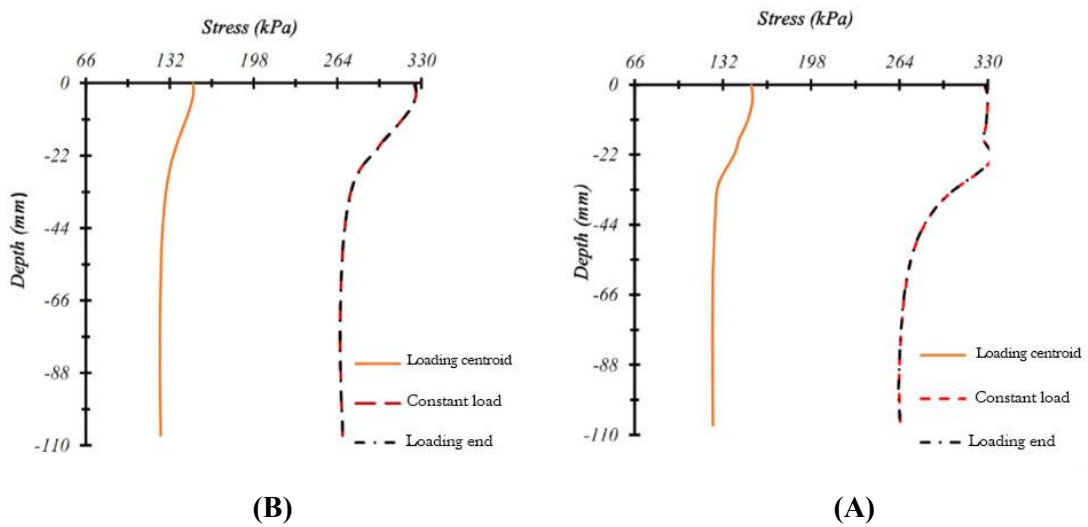 Stress (kPa)
66 132 198 264 330
0
-22
-44
-66
-88
-110
Depth (mm)
Loading centroid
Constant load
Loading end
(B)
Stress (kPa)
66 132 198 264 330
0
-22
-44
-66
-88
-110
Depth (mm)
Loading centroid
Constant load
Loading end
(A)